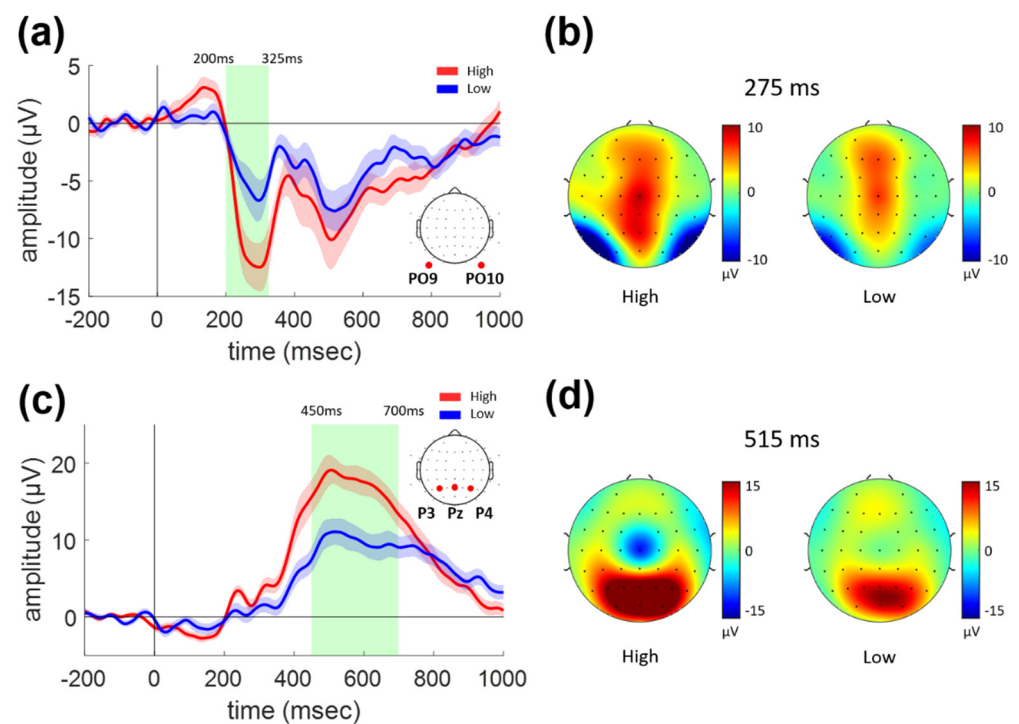 (a)
200ms 325ms
High
Low
5
0
-5
-10
-15
amplitude (µV)
-200 0 200 400 600 800 1000
time (msec)
PO9 PO10
(b)
275 ms
10
0
-10
µV
High
10
0
-10
µV
Low
(c)
450ms 700ms
High
Low
20
10
0
amplitude (µV)
-200 0 200 400 600 800 1000
time (msec)
P3 Pz P4
(d)
515 ms
15
0
-15
µV
High
15
0
-15
µV
Low